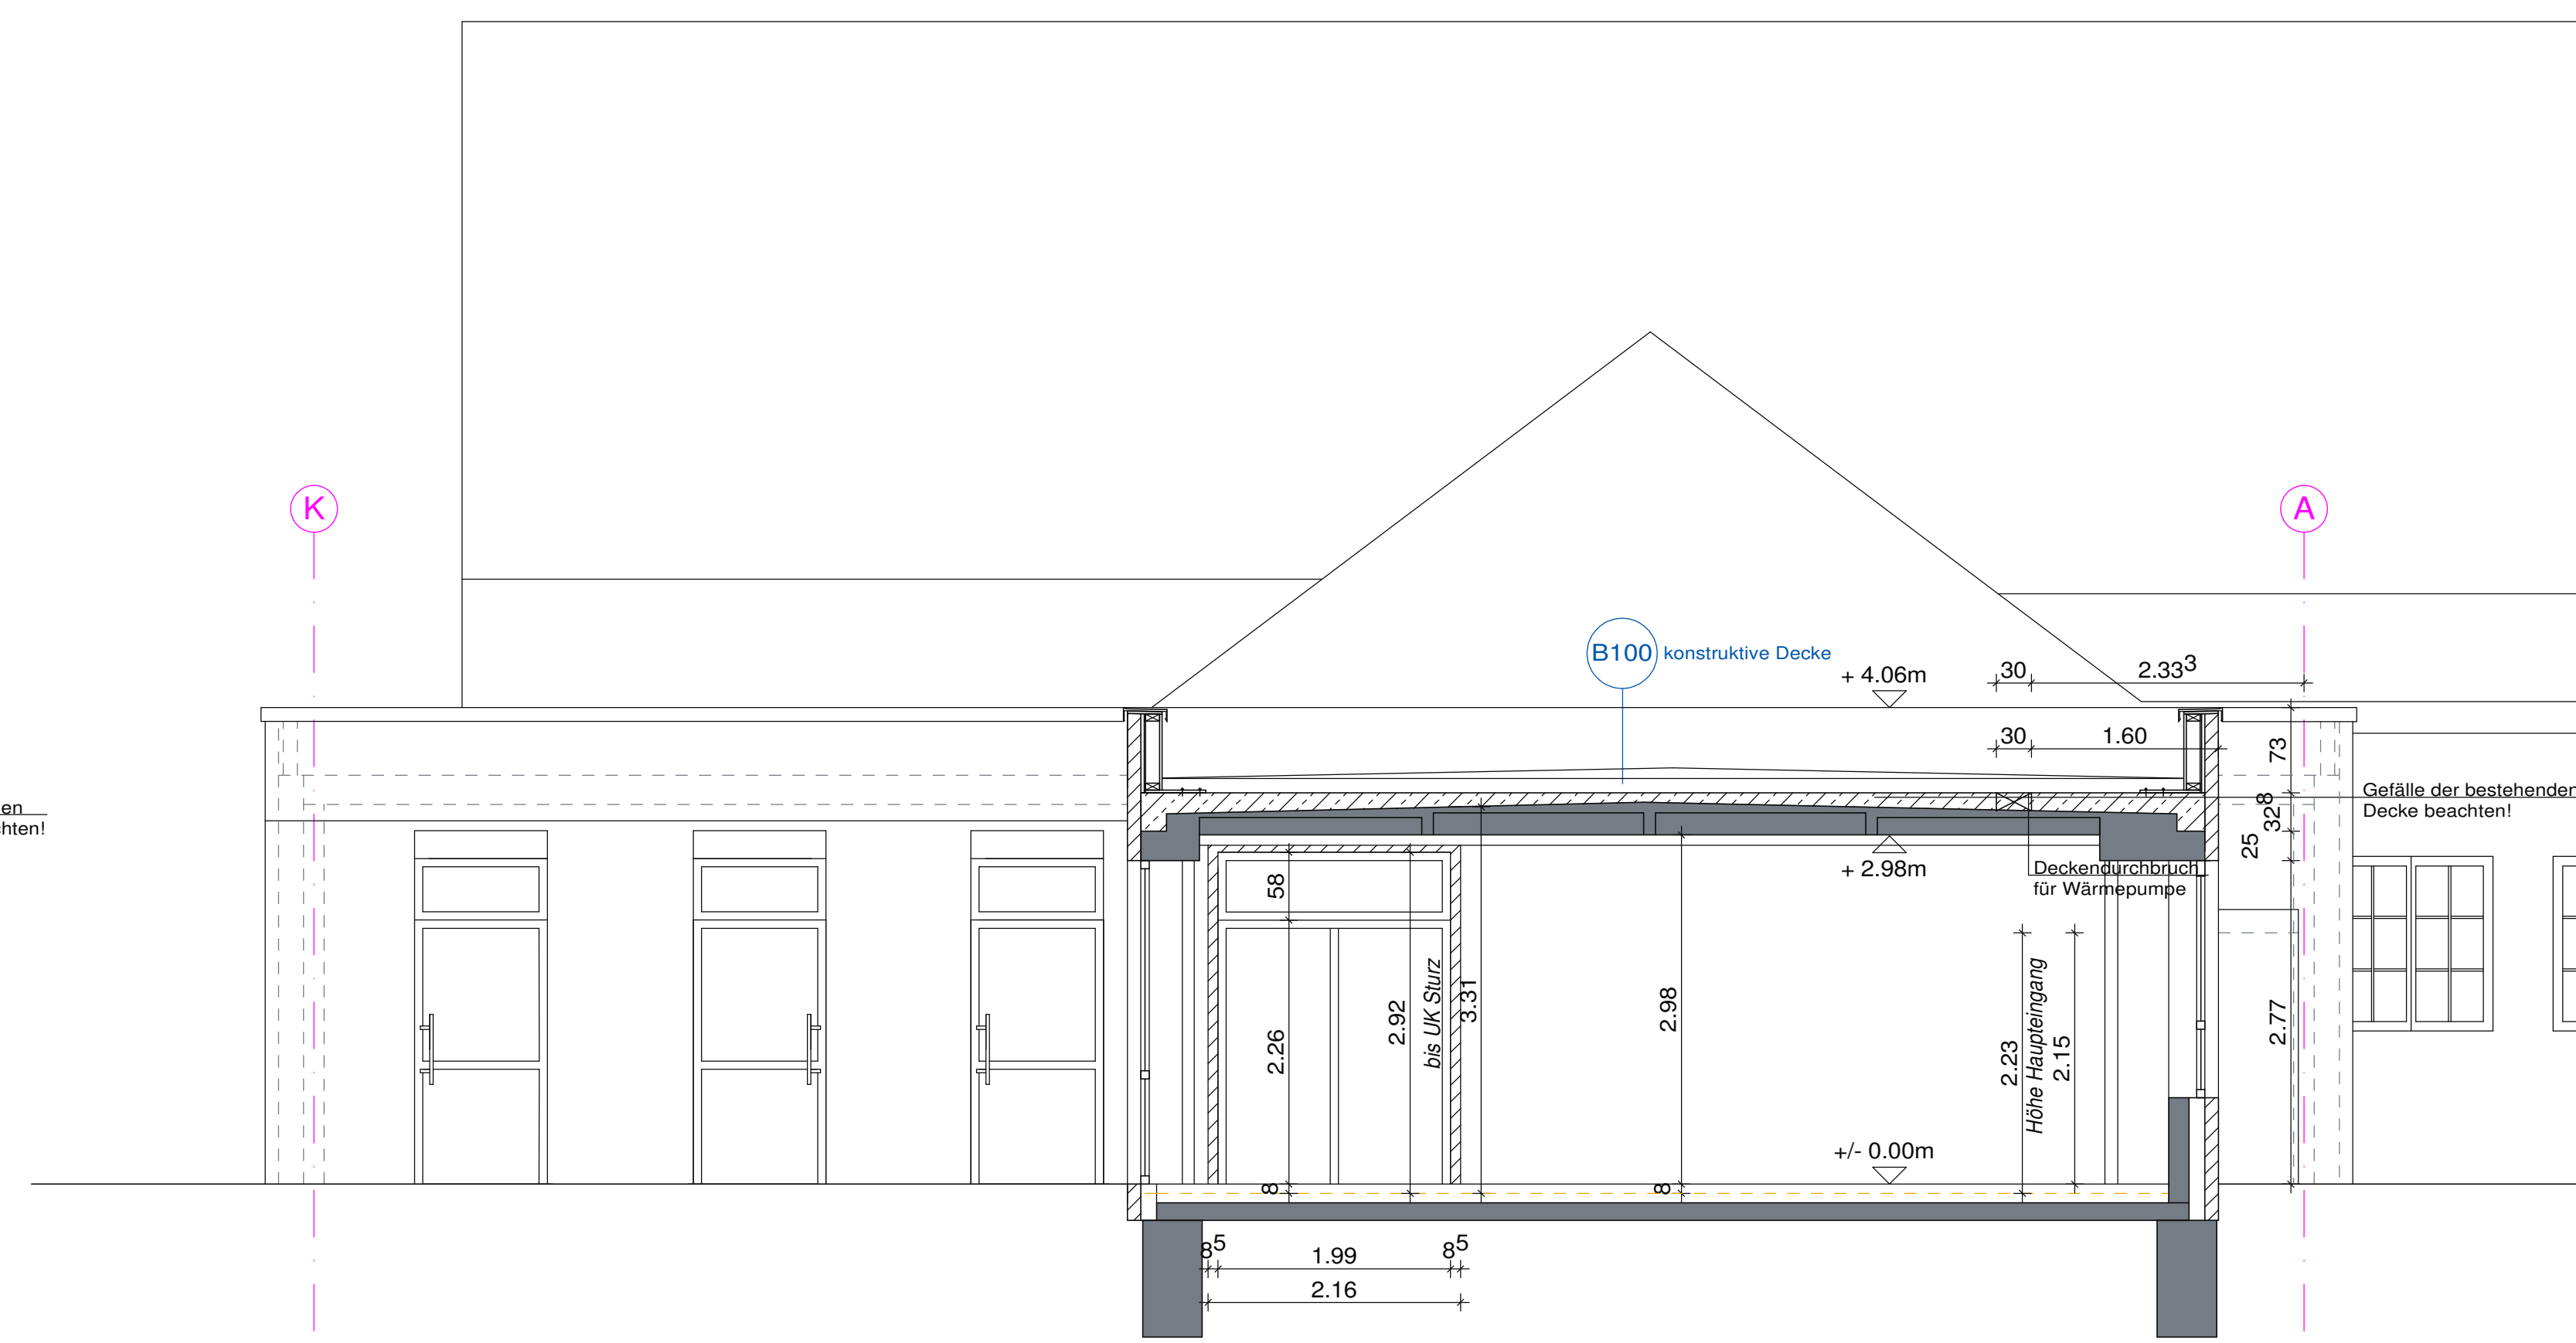 K
A
B100 konstruktive Decke
+ 4.06m
30
2.33³
30
1.60
73
en
hten!
Gefälle der bestehenden
Decke beachten!
32⁸
25
+ 2.98m
Deckendurchbruch
für Wärmepumpe
58
2.26
2.92
bis UK Sturz
3.31
2.98
2.23
Höhe Haupteingang
2.15
2.77
+/- 0.00m
8
8
8⁵
1.99
8⁵
2.16